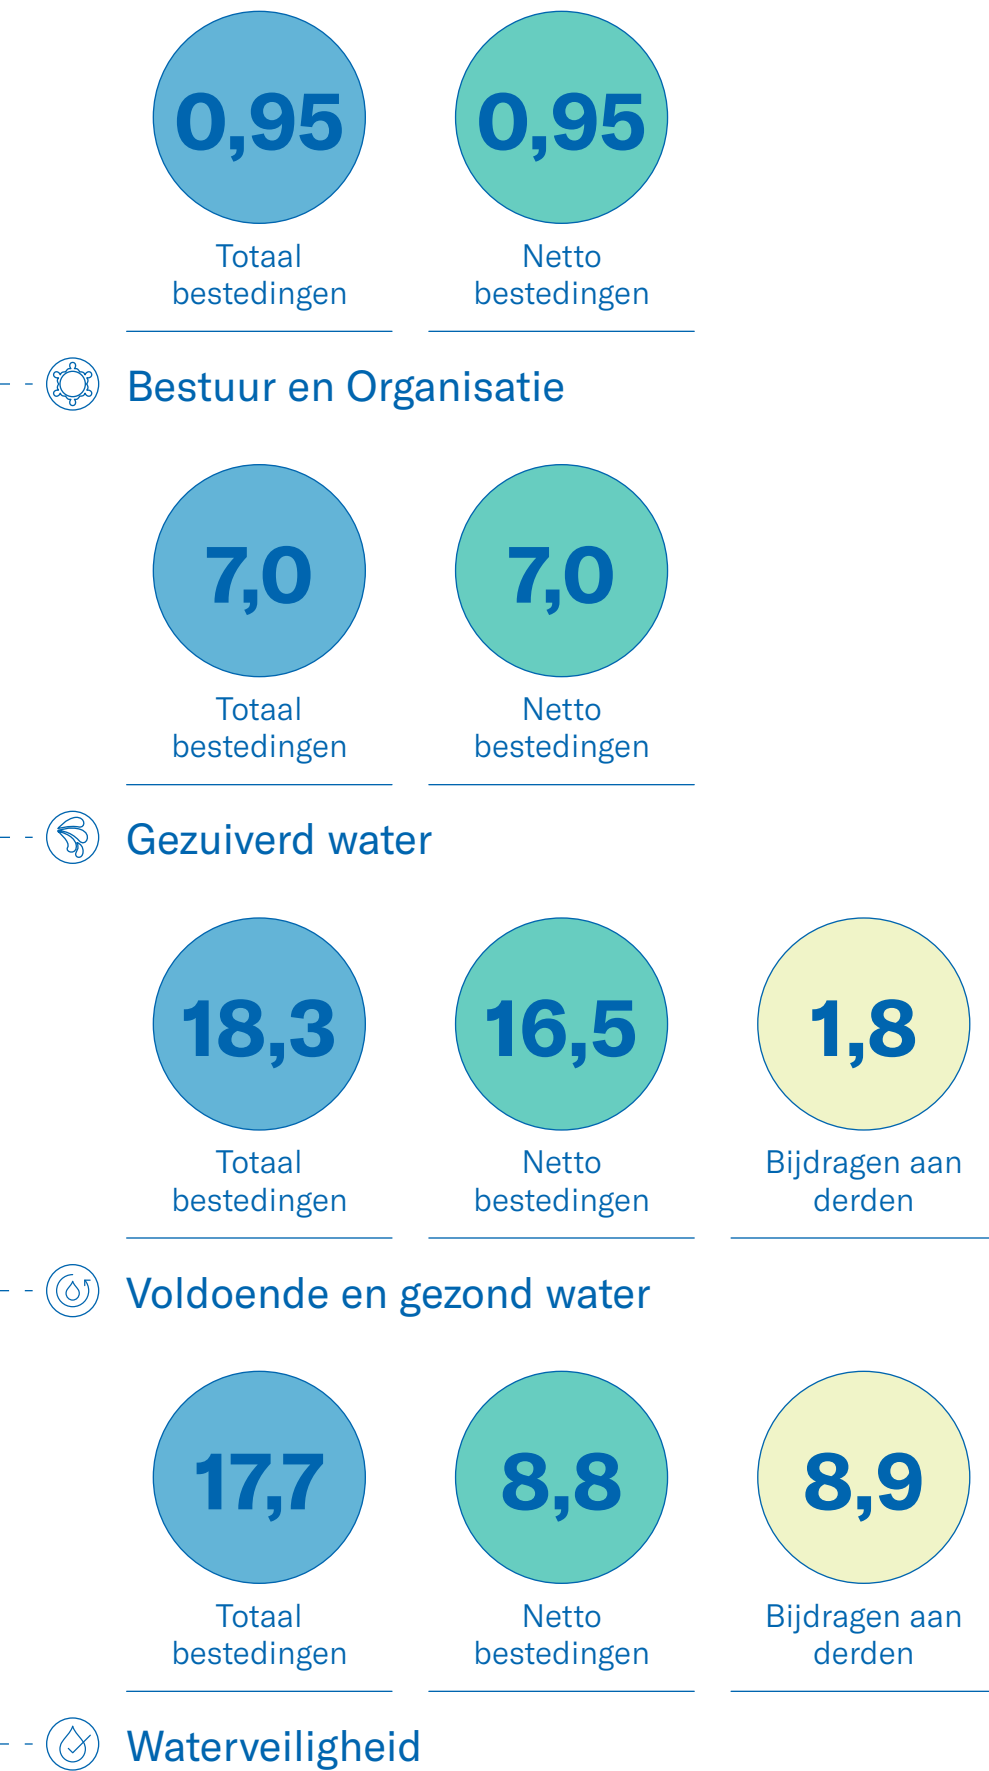 0,95
0,95
Totaal
bestedingen
Netto
bestedingen
Bestuur en Organisatie
7,0
7,0
Totaal
bestedingen
Netto
bestedingen
Gezuiverd water
18,3
16,5
1,8
Totaal
bestedingen
Netto
bestedingen
Bijdragen aan
derden
Voldoende en gezond water
17,7
8,8
8,9
Totaal
bestedingen
Netto
bestedingen
Bijdragen aan
derden
Waterveiligheid